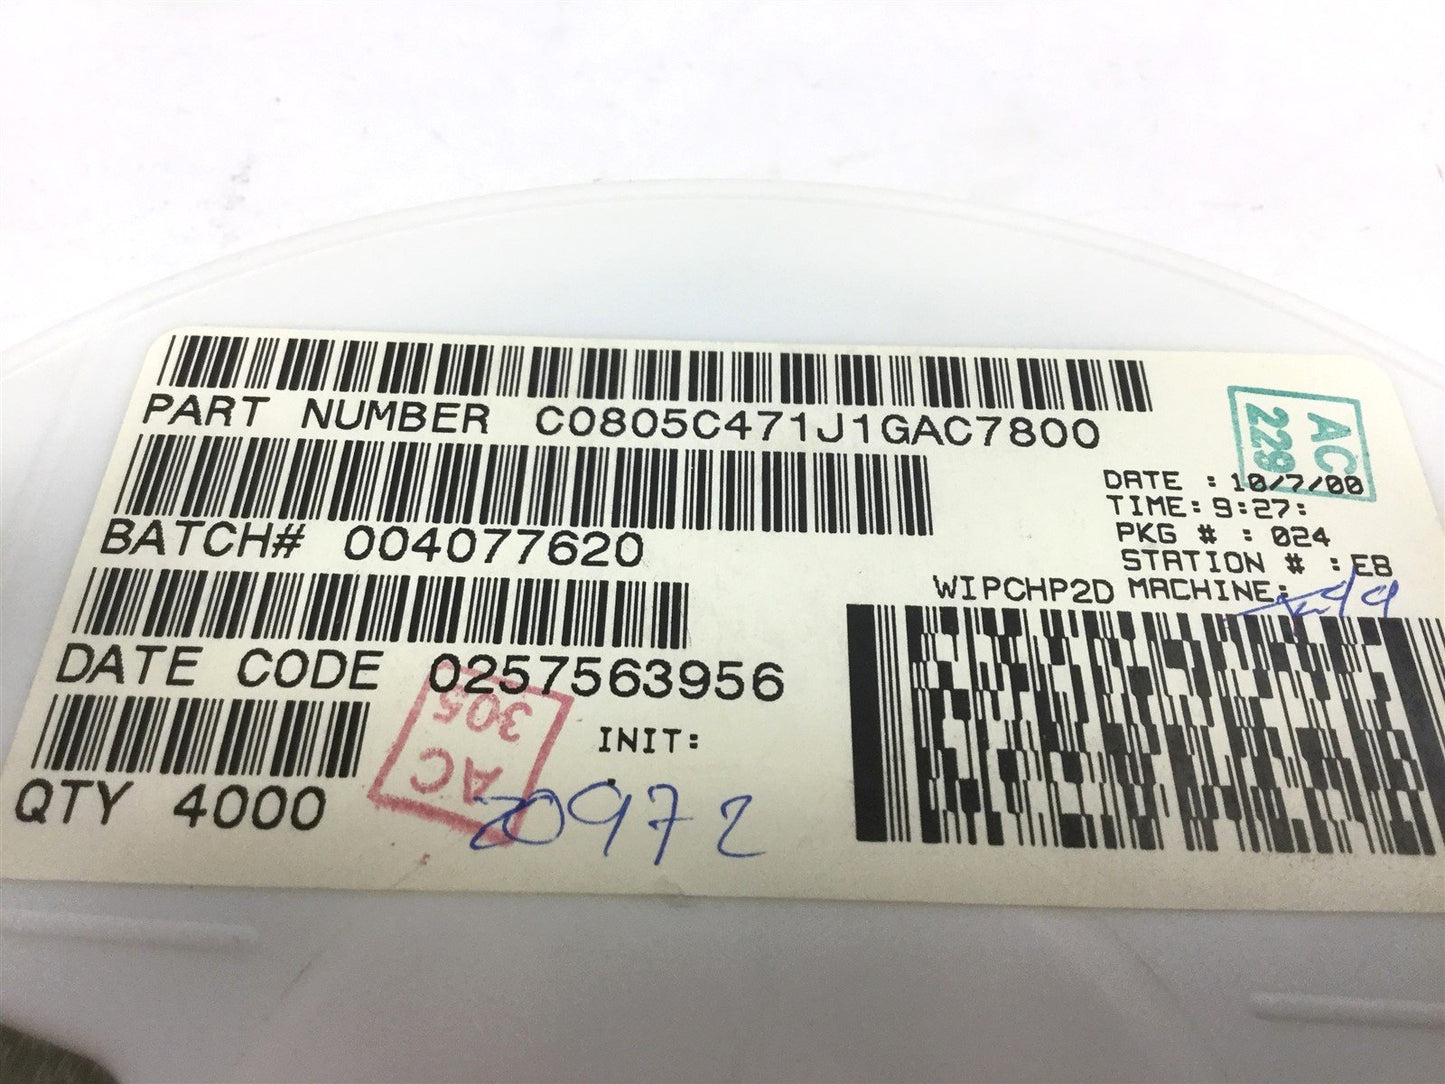 PART NUMBER C0805C471J1GAC7800
AC
229
DATE : 10/7/00
TIME: 9:27:
BATCH# 004077620
PKG # : 024
STATION # : E8
WIPCHP2D MACHINE:
DATE CODE 0257563956
AC
305
INIT:
QTY 4000
20972